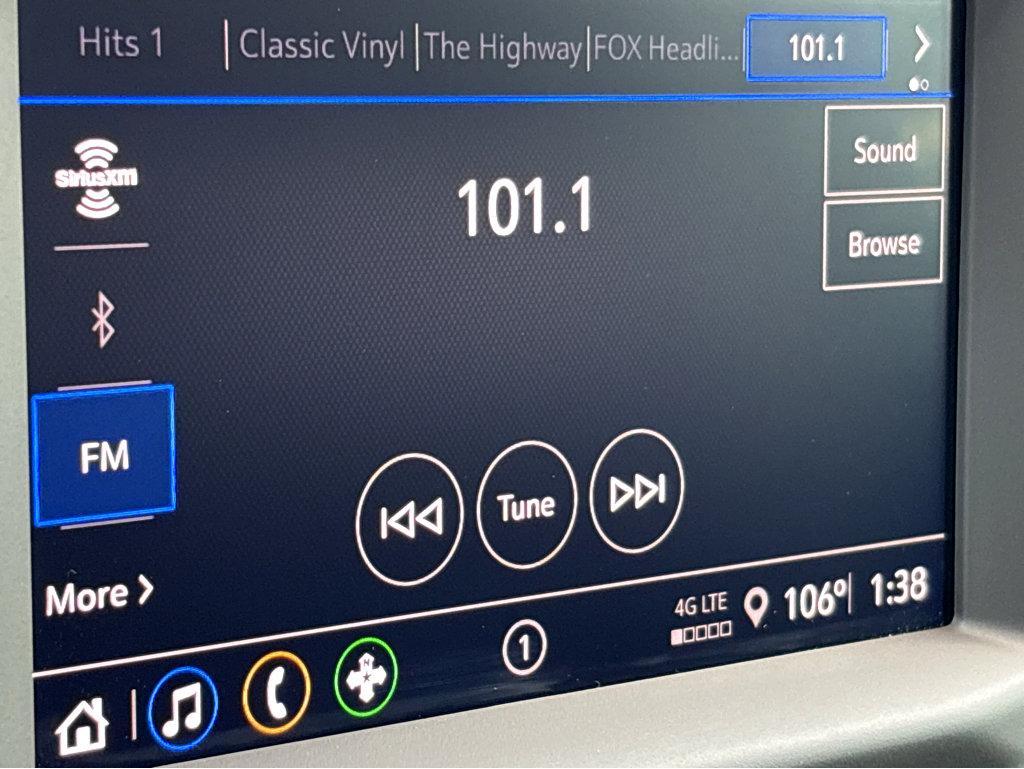 Hits 1 | Classic Vinyl | The Highway | FOX Headli... 101.1
SiriusXM
101.1
Sound
Browse
FM
Tune
More >
4G LTE
106° | 1:38
N
1